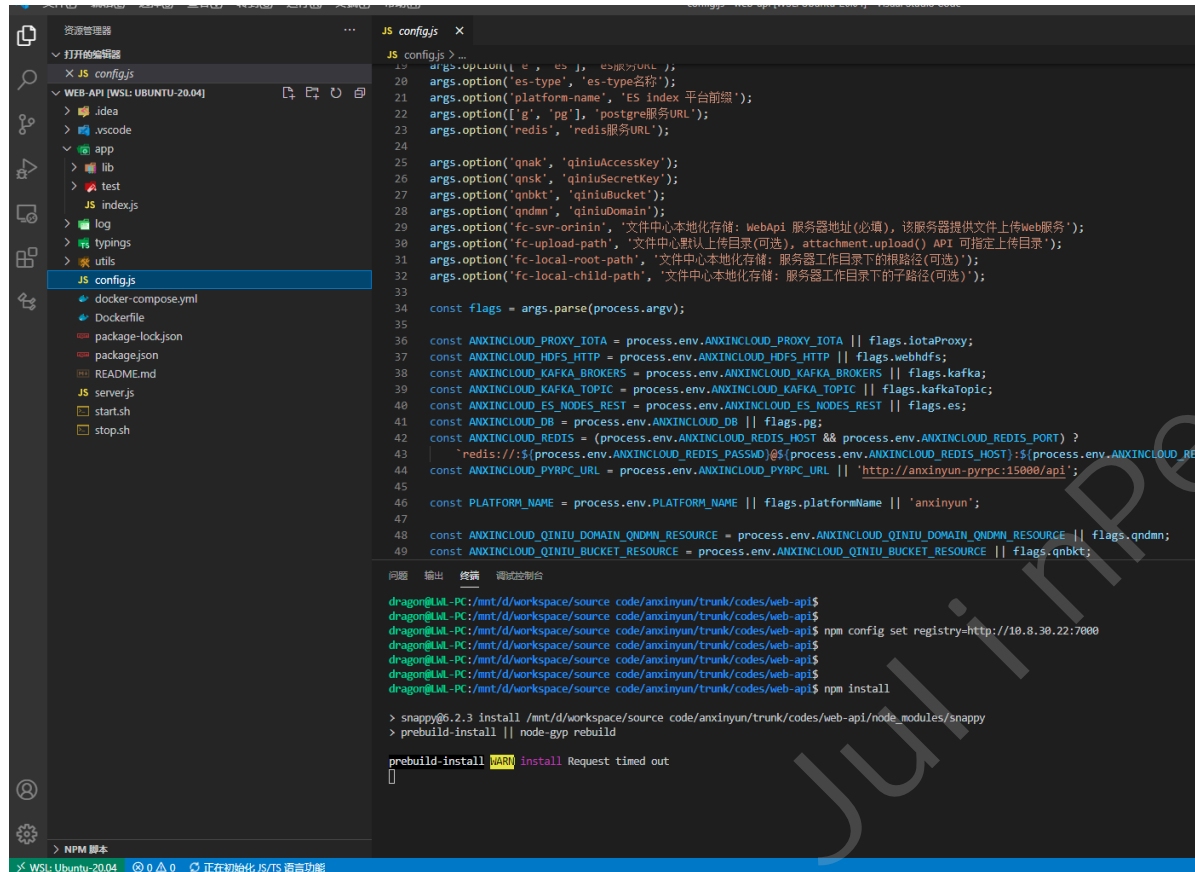 资源管理器
打开的编辑器
JS config.js
WEB-API [WSL: UBUNTU-20.04]
.idea
.vscode
app
lib
test
JS index.js
log
typings
utils
JS config.js
docker-compose.yml
Dockerfile
package-lock.json
package.json
README.md
JS server.js
start.sh
stop.sh
NPM 脚本
JS config.js
JS config.js > ...
19 args.option(['e', 'es'], 'es服务URL');
20 args.option('es-type', 'es-type名称');
21 args.option('platform-name', 'ES index 平台前缀');
22 args.option(['g', 'pg'], 'postgre服务URL');
23 args.option('redis', 'redis服务URL');
24
25 args.option('qnak', 'qiniuAccessKey');
26 args.option('qnsk', 'qiniuSecretKey');
27 args.option('qnbkt', 'qiniuBucket');
28 args.option('qndmn', 'qiniuDomain');
29 args.option('fc-svr-orinin', '文件中心本地化存储: WebApi 服务器地址(必填), 该服务器提供文件上传Web服务');
30 args.option('fc-upload-path', '文件中心默认上传目录(可选), attachment.upload() API 可指定上传目录');
31 args.option('fc-local-root-path', '文件中心本地化存储: 服务器工作目录下的根路径(可选)');
32 args.option('fc-local-child-path', '文件中心本地化存储: 服务器工作目录下的子路径(可选)');
33
34 const flags = args.parse(process.argv);
35
36 const ANXINCLOUD_PROXY_IOTA = process.env.ANXINCLOUD_PROXY_IOTA || flags.iotaProxy;
37 const ANXINCLOUD_HDFS_HTTP = process.env.ANXINCLOUD_HDFS_HTTP || flags.webhdfs;
38 const ANXINCLOUD_KAFKA_BROKERS = process.env.ANXINCLOUD_KAFKA_BROKERS || flags.kafka;
39 const ANXINCLOUD_KAFKA_TOPIC = process.env.ANXINCLOUD_KAFKA_TOPIC || flags.kafkaTopic;
40 const ANXINCLOUD_ES_NODES_REST = process.env.ANXINCLOUD_ES_NODES_REST || flags.es;
41 const ANXINCLOUD_DB = process.env.ANXINCLOUD_DB || flags.pg;
42 const ANXINCLOUD_REDIS = (process.env.ANXINCLOUD_REDIS_HOST && process.env.ANXINCLOUD_REDIS_PORT) ?
43 `redis://:${process.env.ANXINCLOUD_REDIS_PASSWD}@${process.env.ANXINCLOUD_REDIS_HOST}:${process.env.ANXINCLOUD_RE
44 const ANXINCLOUD_PYRPC_URL = process.env.ANXINCLOUD_PYRPC_URL || 'http://anxinyun-pyrpc:15000/api';
45
46 const PLATFORM_NAME = process.env.PLATFORM_NAME || flags.platformName || 'anxinyun';
47
48 const ANXINCLOUD_QINIU_DOMAIN_QNDMN_RESOURCE = process.env.ANXINCLOUD_QINIU_DOMAIN_QNDMN_RESOURCE || flags.qndmn;
49 const ANXINCLOUD_QINIU_BUCKET_RESOURCE = process.env.ANXINCLOUD_QINIU_BUCKET_RESOURCE || flags.qnbkt;
问题 输出 终端 调试控制台
dragon@LWL-PC:/mnt/d/workspace/source code/anxinyun/trunk/codes/web-api$
dragon@LWL-PC:/mnt/d/workspace/source code/anxinyun/trunk/codes/web-api$
dragon@LWL-PC:/mnt/d/workspace/source code/anxinyun/trunk/codes/web-api$ npm config set registry=http://10.8.30.22:7000
dragon@LWL-PC:/mnt/d/workspace/source code/anxinyun/trunk/codes/web-api$
dragon@LWL-PC:/mnt/d/workspace/source code/anxinyun/trunk/codes/web-api$
dragon@LWL-PC:/mnt/d/workspace/source code/anxinyun/trunk/codes/web-api$
dragon@LWL-PC:/mnt/d/workspace/source code/anxinyun/trunk/codes/web-api$ npm install
> snappy@6.2.3 install /mnt/d/workspace/source code/anxinyun/trunk/codes/web-api/node_modules/snappy
> prebuild-install || node-gyp rebuild
prebuild-install WARN install Request timed out
WSL: Ubuntu-20.04 0 0 正在初始化 JS/TS 语言功能